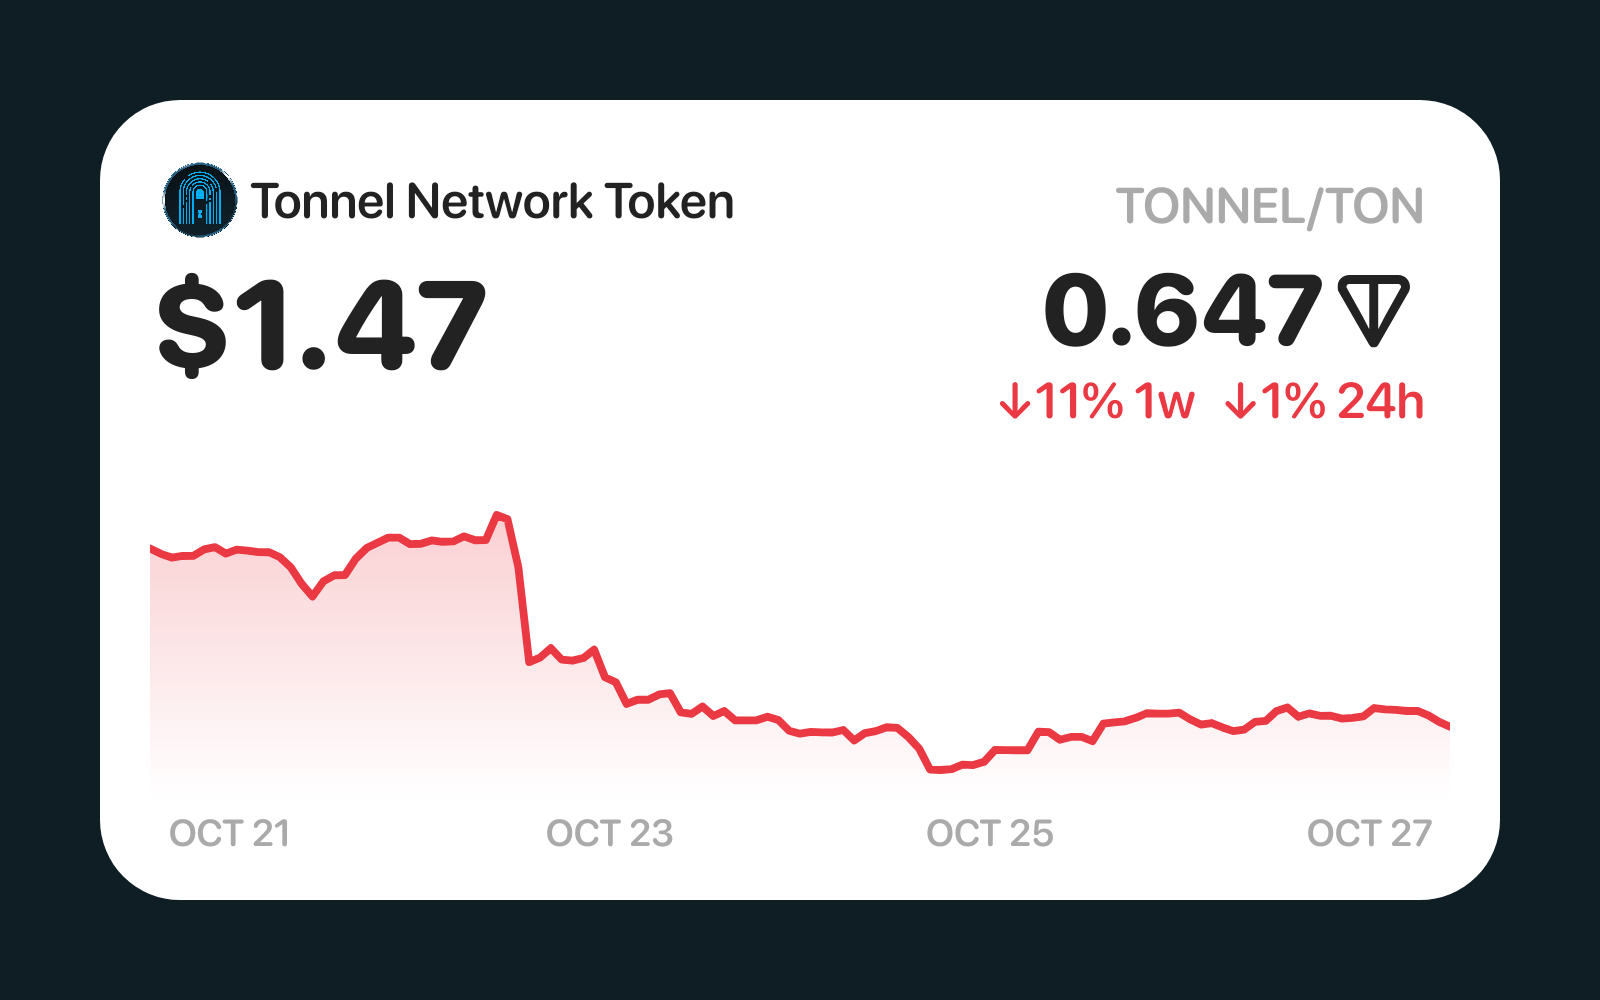 Tonnel Network Token
TONNEL/TON
$1.47
0.647
↓11% 1w ↓1% 24h
OCT 21 OCT 23 OCT 25 OCT 27